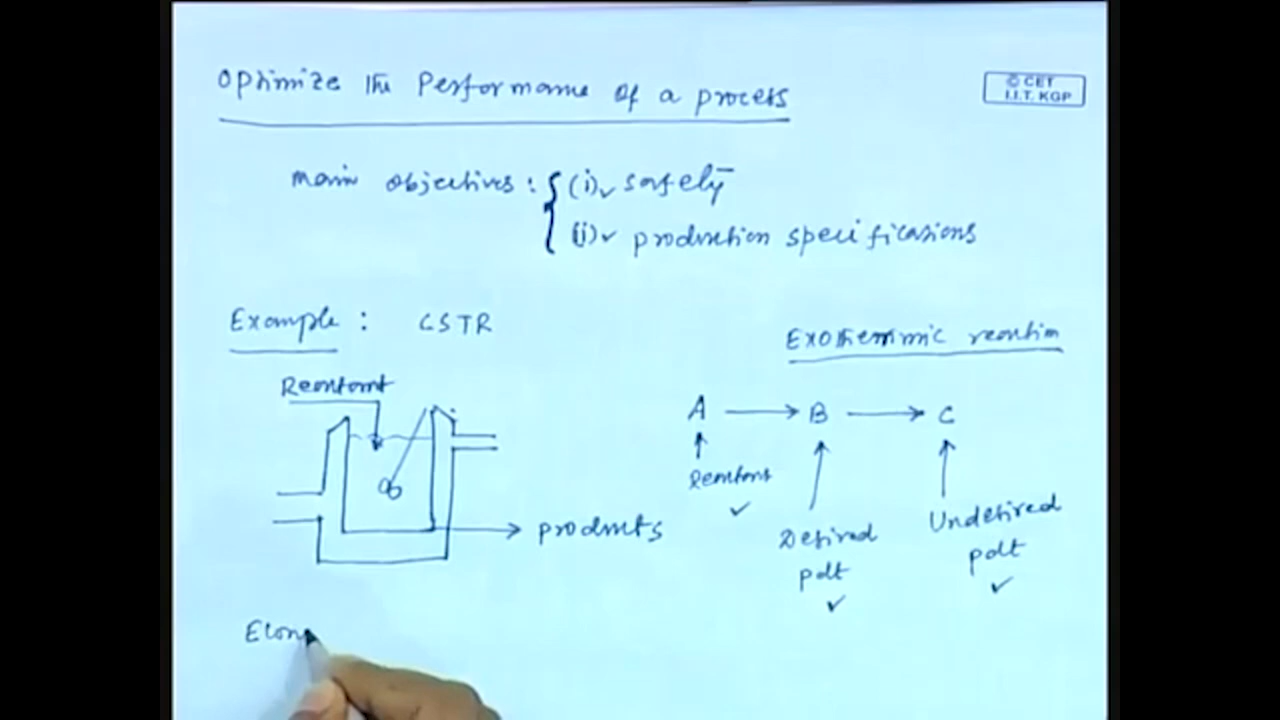 Optimize the Performance of a process
© CET
I.I.T. KGP
main objectives : (i) safety
(ii) production specifications
Example : CSTR
Exothermic reaction
Reactant
A → B → C
Reactant
products
Desired
pdt
Undesired
pdt
Econ